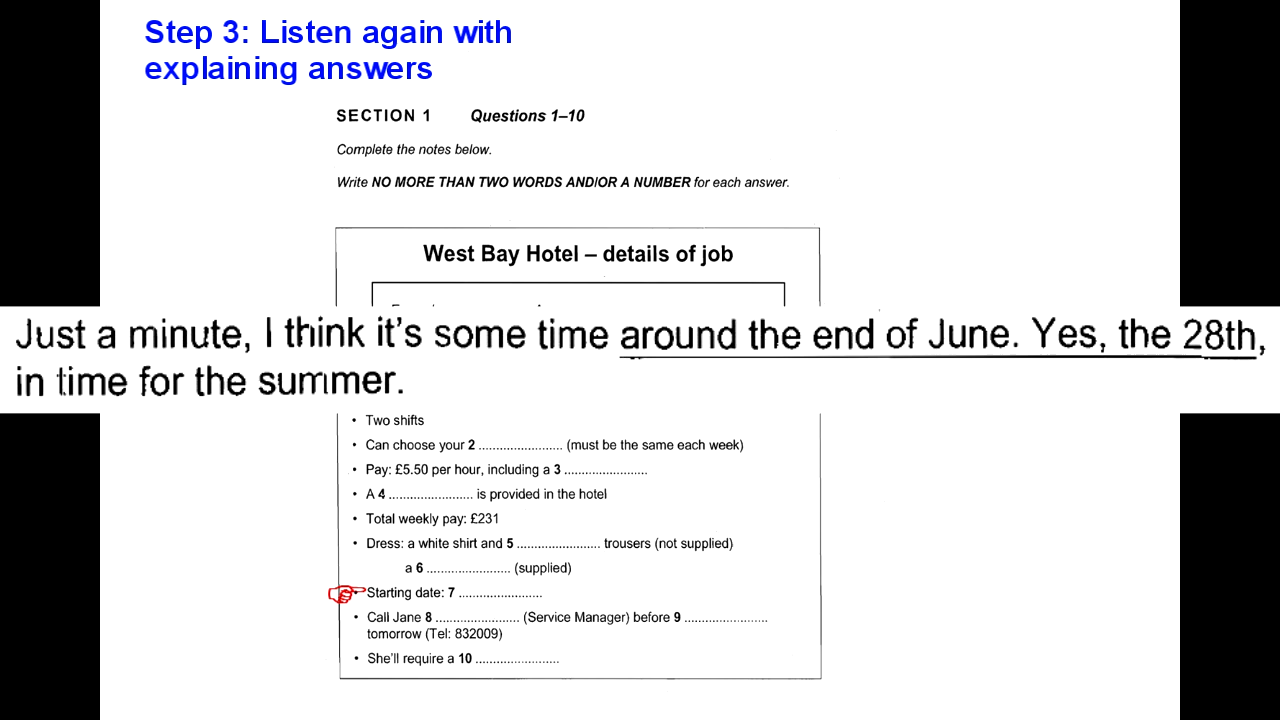 Step 3: Listen again with
explaining answers
SECTION 1 Questions 1–10
Complete the notes below.
Write NO MORE THAN TWO WORDS AND/OR A NUMBER for each answer.
West Bay Hotel – details of job
Just a minute, I think it's some time around the end of June. Yes, the 28th,
in time for the summer.
• Two shifts
• Can choose your 2 ....................... (must be the same each week)
• Pay: £5.50 per hour, including a 3 .......................
• A 4 ....................... is provided in the hotel
• Total weekly pay: £231
• Dress: a white shirt and 5 ....................... trousers (not supplied)
a 6 ....................... (supplied)
• Starting date: 7 .......................
• Call Jane 8 ....................... (Service Manager) before 9 .......................
tomorrow (Tel: 832009)
• She'll require a 10 .......................